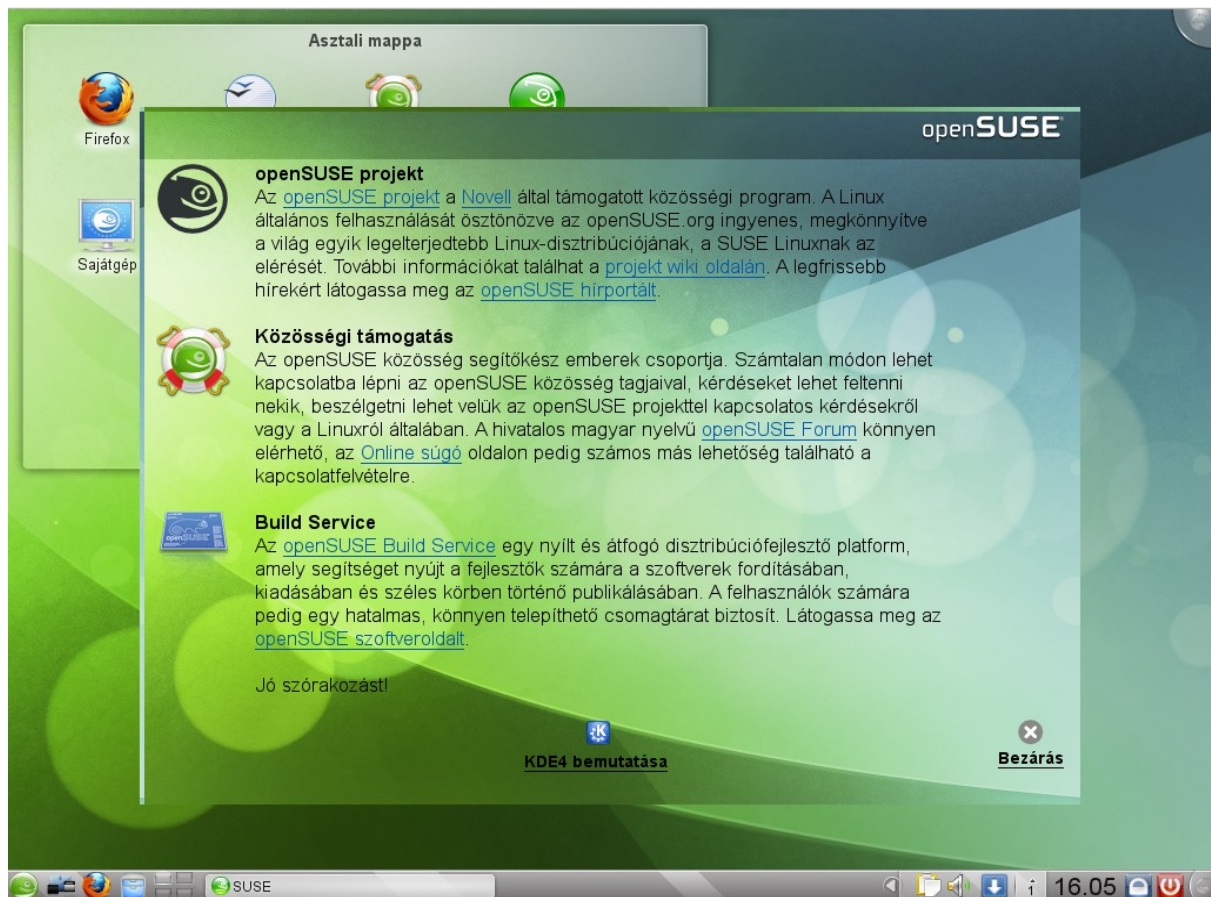 Asztali mappa
Firefox
Sajátgép
openSUSE
openSUSE projekt
Az openSUSE projekt a Novell által támogatott közösségi program. A Linux
általános felhasználását ösztönözve az openSUSE.org ingyenes, megkönnyítve
a világ egyik legelterjedtebb Linux-disztribúciójának, a SUSE Linuxnak az
elérését. További információkat találhat a projekt wiki oldalán. A legfrissebb
hírekért látogassa meg az openSUSE hírportált.
Közösségi támogatás
Az openSUSE közösség segítőkész emberek csoportja. Számtalan módon lehet
kapcsolatba lépni az openSUSE közösség tagjaival, kérdéseket lehet feltenni
nekik, beszélgetni lehet velük az openSUSE projekttel kapcsolatos kérdésekről
vagy a Linuxról általában. A hivatalos magyar nyelvű openSUSE Forum könnyen
elérhető, az Online súgó oldalon pedig számos más lehetőség található a
kapcsolatfelvételre.
openSUSE
Build Service
Az openSUSE Build Service egy nyílt és átfogó disztribúciófejlesztő platform,
amely segítséget nyújt a fejlesztők számára a szoftverek fordításában,
kiadásában és széles körben történő publikálásában. A felhasználók számára
pedig egy hatalmas, könnyen telepíthető csomagtárat biztosít. Látogassa meg az
openSUSE szoftveroldalt.
Jó szórakozást!
KDE4 bemutatása
Bezárás
SUSE
16.05